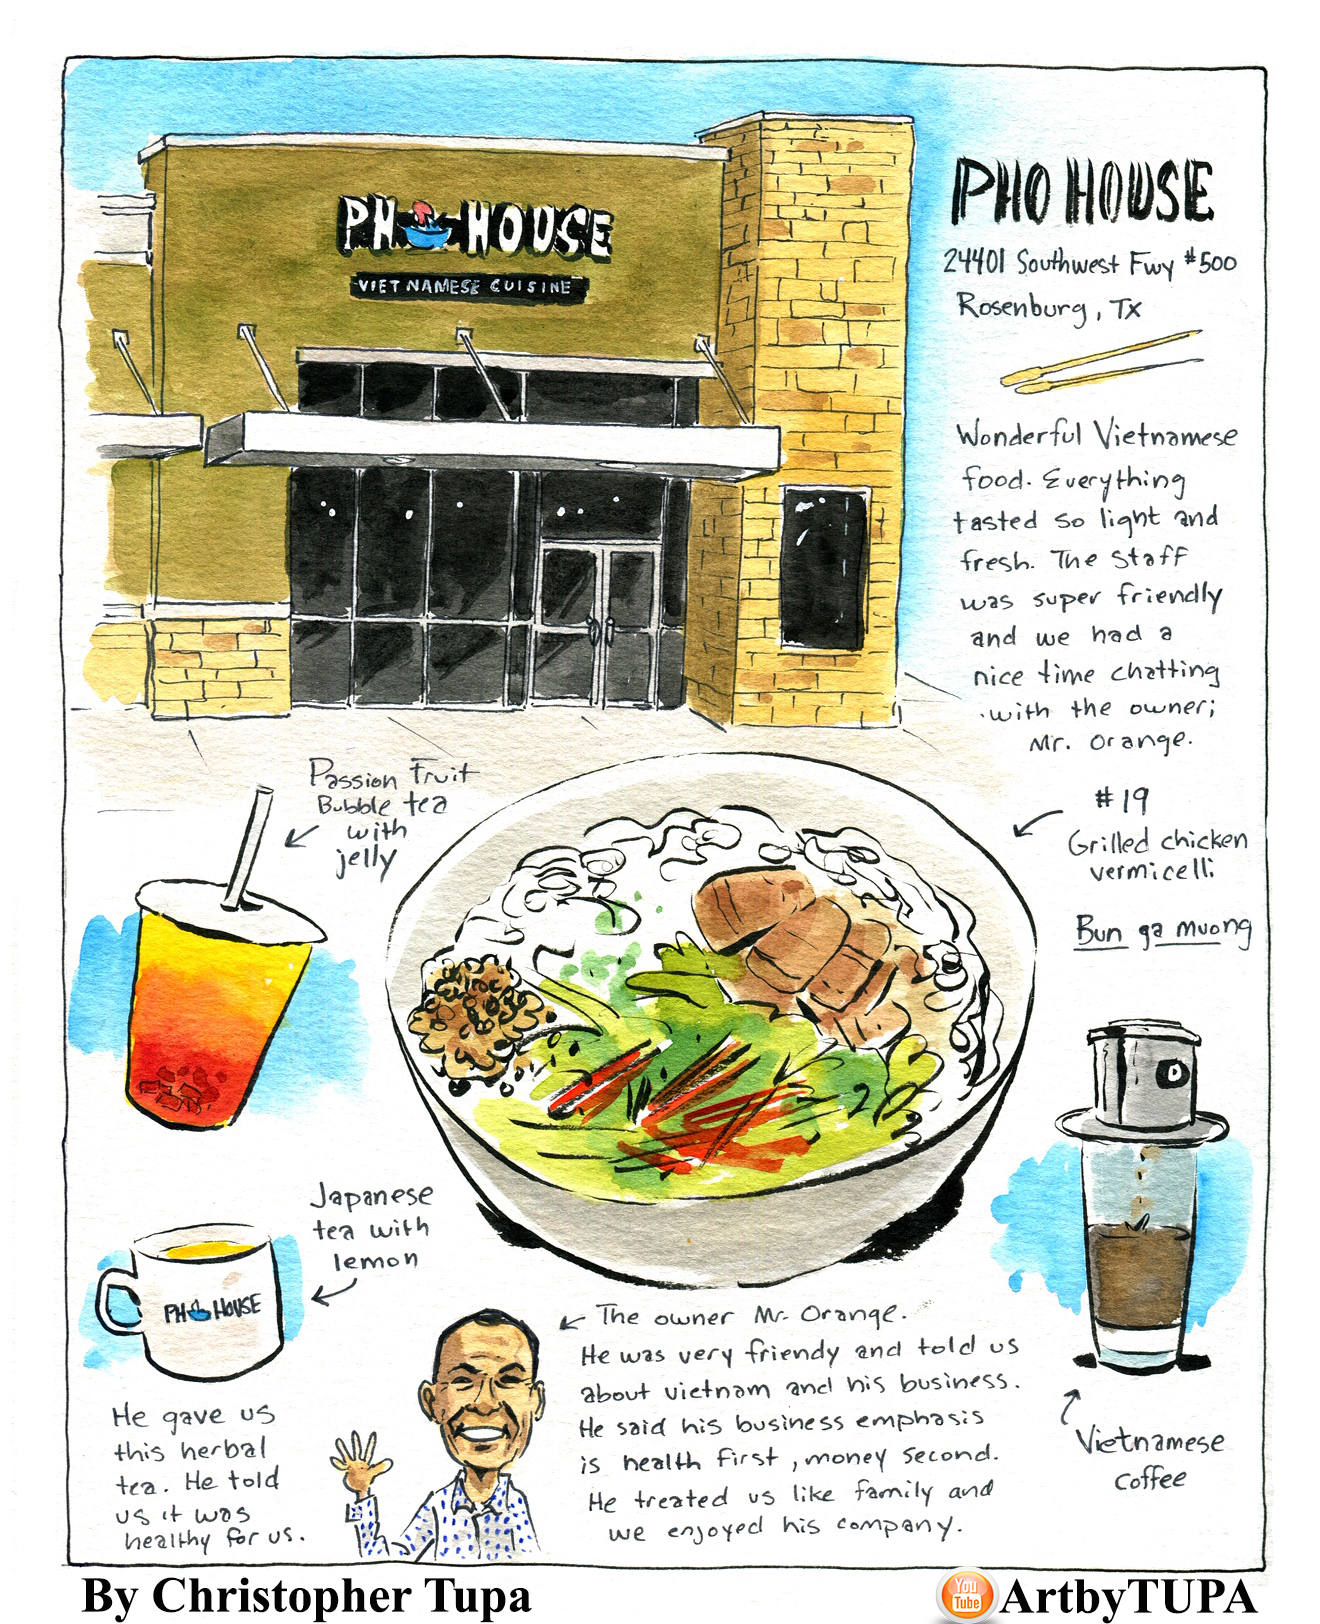 PHO HOUSE
VIETNAMESE CUISINE
PHO HOUSE
24401 Southwest Fwy #500
Rosenburg, Tx
Wonderful Vietnamese
food. Everything
tasted so light and
fresh. The Staff
was super friendly
and we had a
nice time chatting
with the owner;
Mr. Orange.
Passion Fruit
Bubble tea
with
jelly
#19
Grilled chicken
vermicelli
Bun ga muong
Japanese
tea with
lemon
PHO HOUSE
He gave us
this herbal
tea. He told
us it was
healthy for us.
The owner Mr. Orange.
He was very friendy and told us
about vietnam and his business.
He said his business emphasis
is health first, money second.
He treated us like family and
we enjoyed his company.
Vietnamese
coffee
By Christopher Tupa
You
Tube
ArtbyTUPA